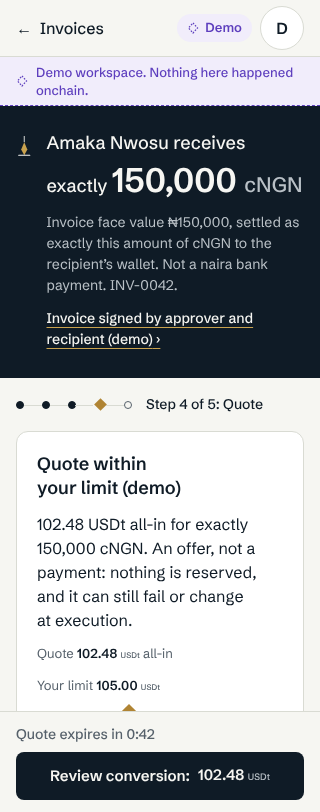 ← Invoices
Demo
D
Demo workspace. Nothing here happened
onchain.
Amaka Nwosu receives
exactly 150,000 cNGN
Invoice face value ₦150,000, settled as
exactly this amount of cNGN to the
recipient’s wallet. Not a naira bank
payment. INV-0042.
Invoice signed by approver and
recipient (demo) ›
Step 4 of 5: Quote
Quote within
your limit (demo)
102.48 USDt all-in for exactly
150,000 cNGN. An offer, not a
payment: nothing is reserved,
and it can still fail or change
at execution.
Quote 102.48 USDt all-in
Your limit 105.00 USDt
Quote expires in 0:42
Review conversion: 102.48 USDt